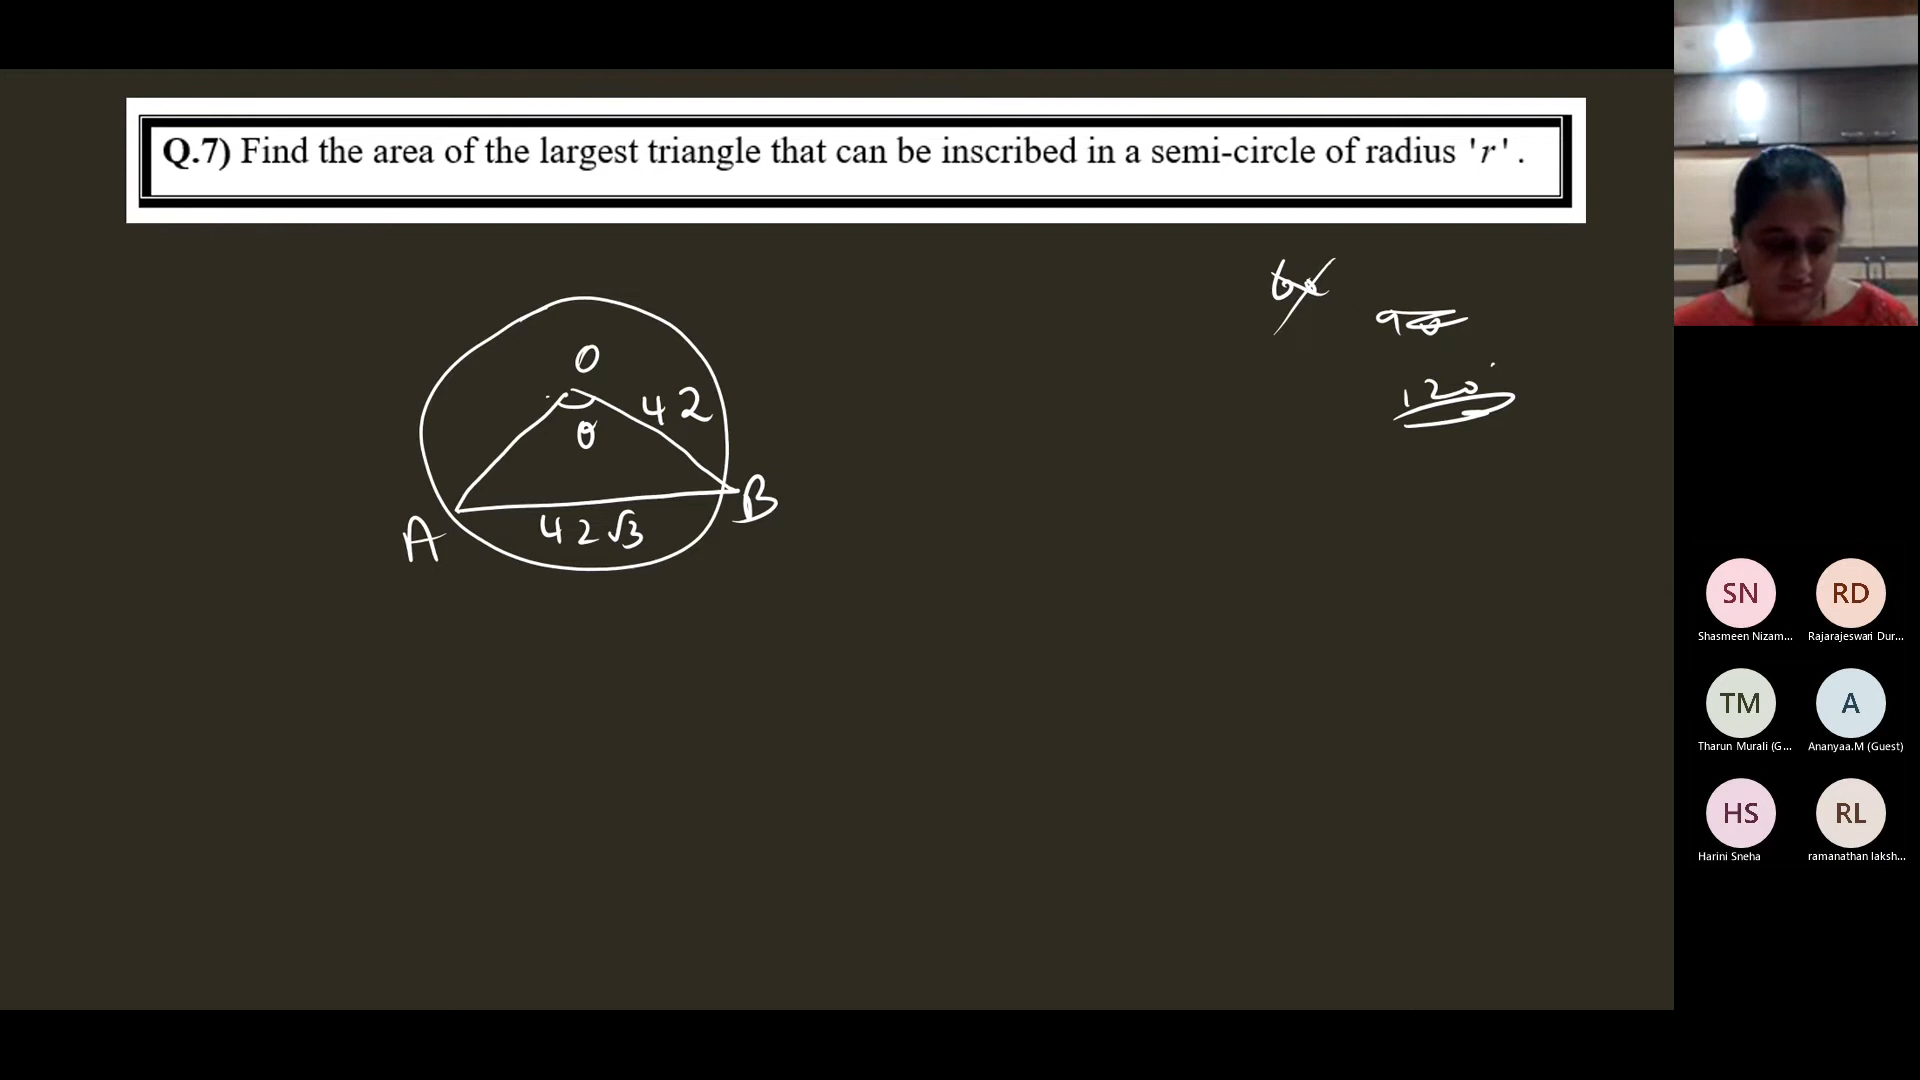 Q.7) Find the area of the largest triangle that can be inscribed in a semi-circle of radius 'r' .
60
90
120°
O
42
θ
A
B
42√3
SN
RD
Shasmeen Nizam...
Rajarajeswari Dur...
TM
A
Tharun Murali (G...
Ananyaa.M (Guest)
HS
RL
Harini Sneha
ramanathan laksh...